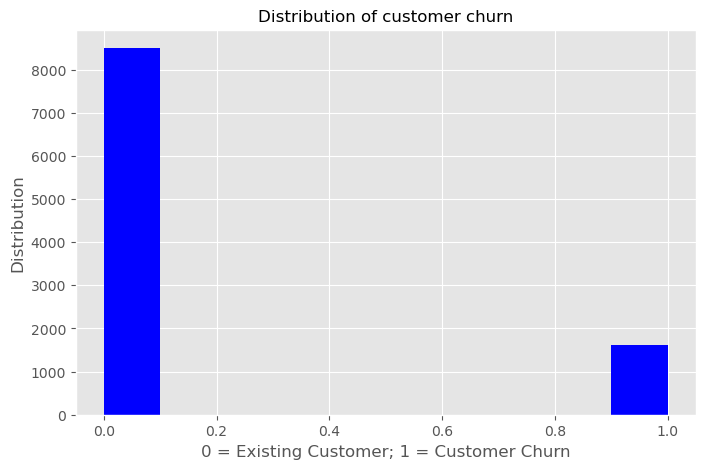 Distribution of customer churn
Distribution
8000
7000
6000
5000
4000
3000
2000
1000
0
0.0 0.2 0.4 0.6 0.8 1.0
0 = Existing Customer; 1 = Customer Churn